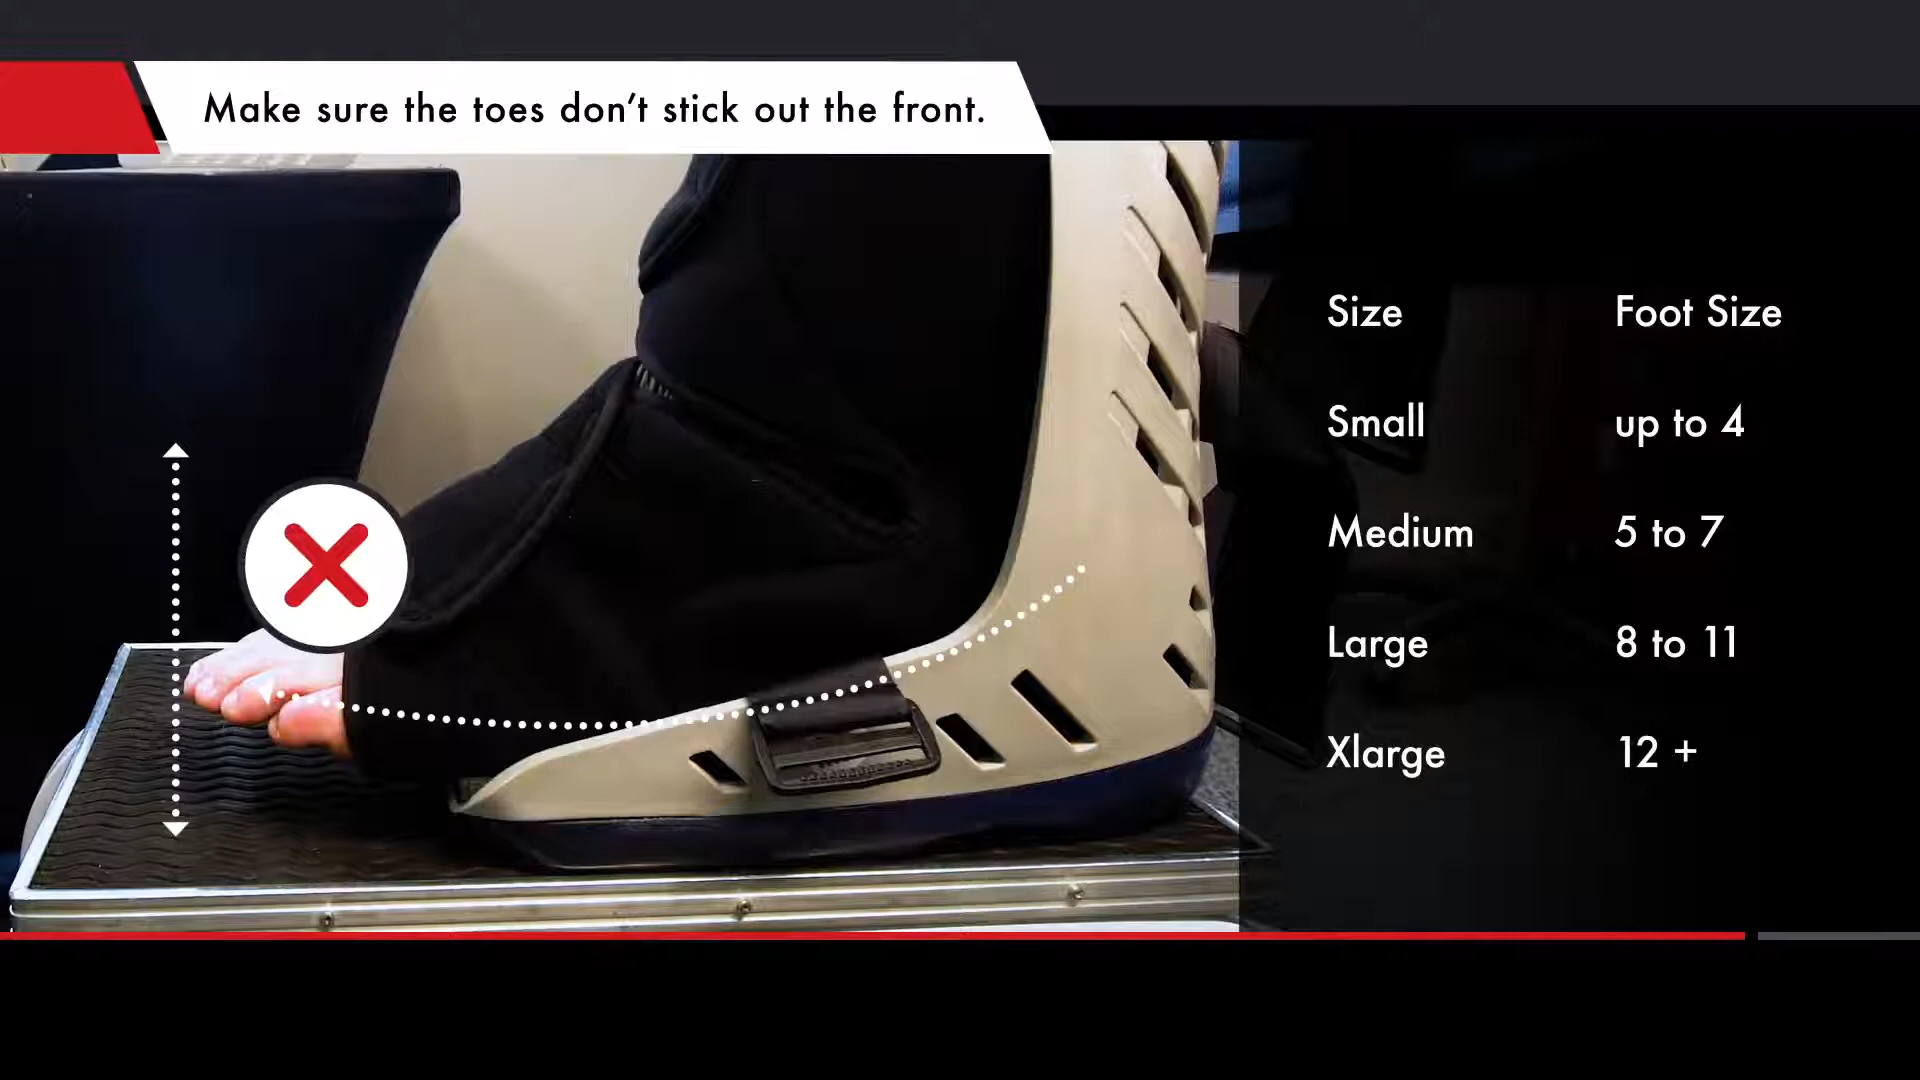 Make sure the toes don't stick out the front.
Size Foot Size
Small up to 4
Medium 5 to 7
Large 8 to 11
Xlarge 12 +